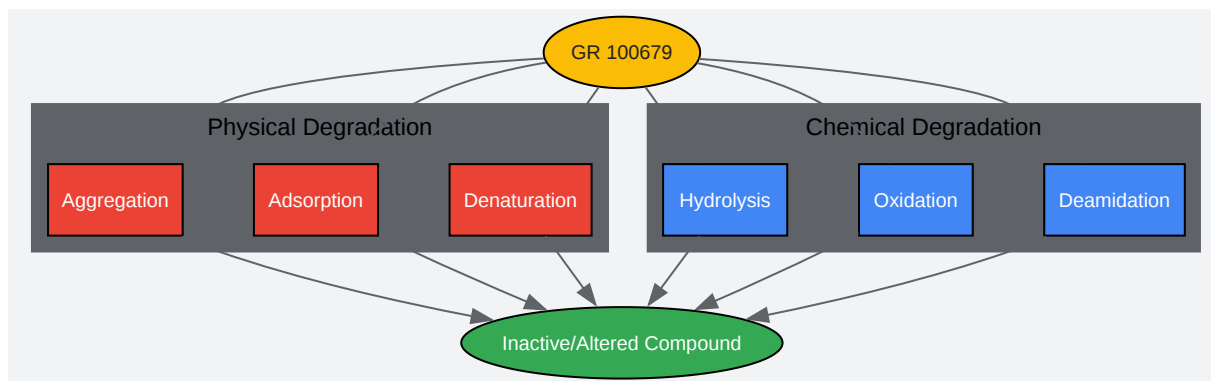 GR 100679
Physical Degradation
Chemical Degradation
Aggregation
Adsorption
Denaturation
Hydrolysis
Oxidation
Deamidation
Inactive/Altered Compound